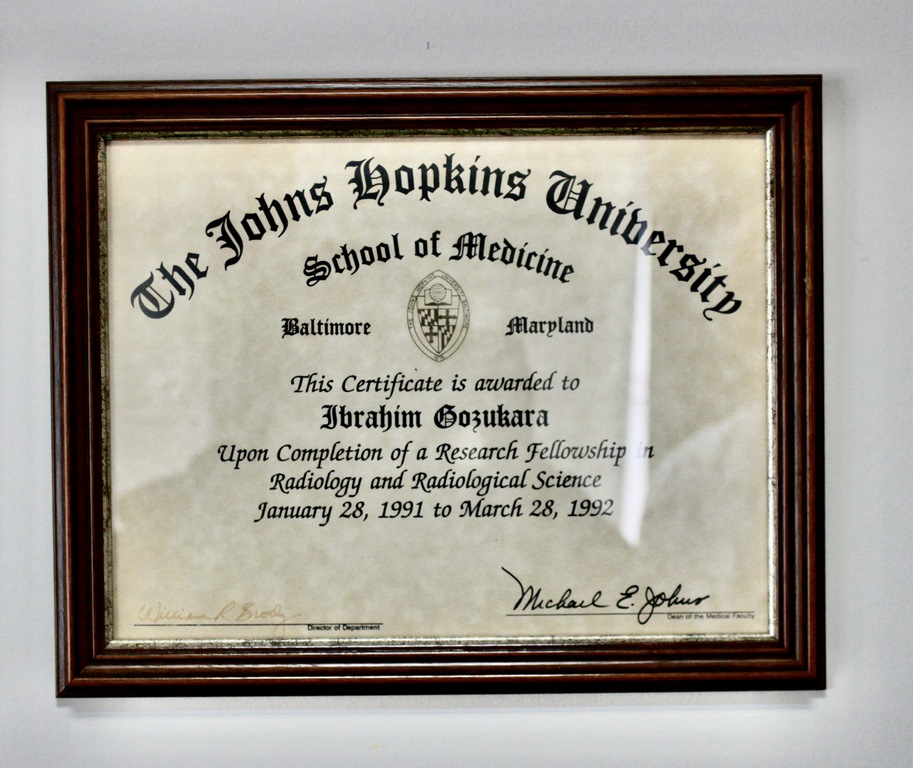 The Johns Hopkins University
School of Medicine
Baltimore Maryland
This Certificate is awarded to
Ibrahim Gozukara
Upon Completion of a Research Fellowship in
Radiology and Radiological Science
January 28, 1991 to March 28, 1992
William R. Brody
Director of Department
Michael E. Johns
Dean of the Medical Faculty